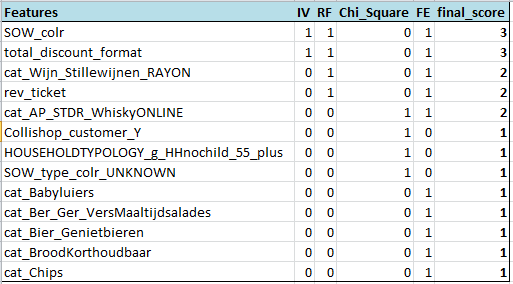 Features IV RF Chi_Square FE final_score
SOW_colr 1 1 0 1 3
total_discount_format 1 1 0 1 3
cat_Wijn_Stillewijnen_RAYON 0 1 0 1 2
rev_ticket 0 1 0 1 2
cat_AP_STDR_WhiskyONLINE 0 0 1 1 2
Collishop_customer_Y 0 0 1 0 1
HOUSEHOLDTYPOLOGY_g_HHnochild_55_plus 0 0 1 0 1
SOW_type_colr_UNKNOWN 0 0 1 0 1
cat_Babyluiers 0 0 0 1 1
cat_Ber_Ger_VersMaaltijdsalades 0 0 0 1 1
cat_Bier_Genietbieren 0 0 0 1 1
cat_BroodKorthoudbaar 0 0 0 1 1
cat_Chips 0 0 0 1 1